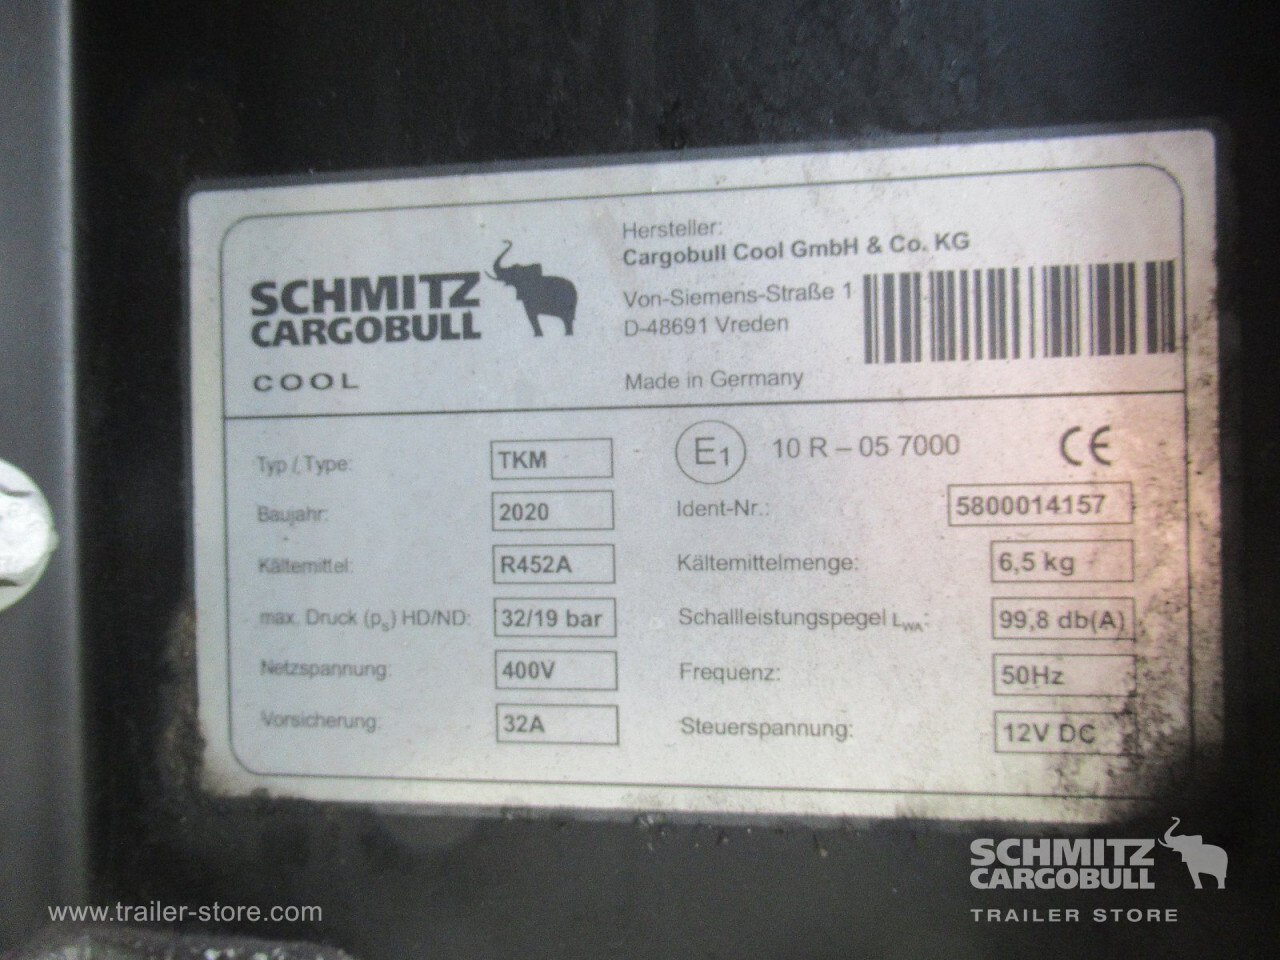 SCHMITZ
CARGOBULL
COOL
Hersteller:
Cargobull Cool GmbH & Co. KG
Von-Siemens-Straße 1
D-48691 Vreden
Made in Germany
Typ / Type: TKM
Baujahr: 2020
Kältemittel: R452A
max. Druck (ps) HD/ND: 32/19 bar
Netzspannung: 400V
Vorsicherung: 32A
E1 10 R – 05 7000 CE
Ident-Nr.: 5800014157
Kältemittelmenge: 6,5 kg
Schallleistungspegel LWA: 99,8 db(A)
Frequenz: 50Hz
Steuerspannung: 12V DC
www.trailer-store.com
SCHMITZ
CARGOBULL
TRAILER STORE